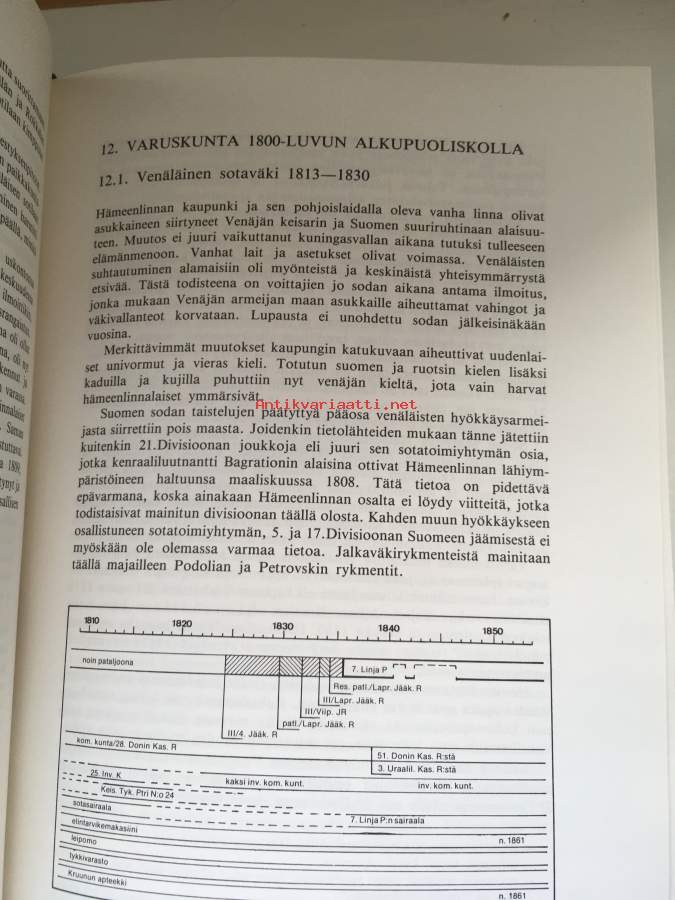 12. VARUSKUNTA 1800-LUVUN ALKUPUOLISKOLLA
12.1. Venäläinen sotaväki 1813—1830
Hämeenlinnan kaupunki ja sen pohjoislaidalla oleva vanha linna olivat
asukkaineen siirtyneet Venäjän keisarin ja Suomen suuriruhtinaan alaisuu-
teen. Muutos ei juuri vaikuttanut kuningasvallan aikana tutuksi tulleeseen
elämänmenoon. Vanhat lait ja asetukset olivat voimassa. Venäläisten
suhtautuminen alamaisiin oli myönteistä ja keskinäistä yhteisymmärrystä
etsivää. Tästä todisteena on voittajien jo sodan aikana antama ilmoitus,
jonka mukaan Venäjän armeijan maan asukkaille aiheuttamat vahingot ja
väkivallanteot korvataan. Lupausta ei unohdettu sodan jälkeisinäkään
vuosina.
Merkittävimmät muutokset kaupungin katukuvaan aiheuttivat uudenlai-
set univormut ja vieras kieli. Totutun suomen ja ruotsin kielen lisäksi
kaduilla ja kujilla puhuttiin nyt venäjän kieltä, jota vain harvat
hämeenlinnalaiset ymmärsivät.
Antikvariaatti.net
Suomen sodan taistelujen päätyttyä pääosa venäläisten hyökkäysarmei-
jasta siirrettiin pois maasta. Joidenkin tietolähteiden mukaan tänne jätettiin
kuitenkin 21.Divisioonan joukkoja eli juuri sen sotatoimiyhtymän osia,
jotka kenraaliluutnantti Bagrationin alaisina ottivat Hämeenlinnan lähiym-
päristöineen haltuunsa maaliskuussa 1808. Tätä tietoa on pidettävä
epävarmana, koska ainakaan Hämeenlinnan osalta ei löydy viitteitä, jotka
todistaisivat mainitun divisioonan täällä olosta. Kahden muun hyökkäykseen
osallistuneen sotatoimiyhtymän, 5. ja 17.Divisioonan Suomeen jäämisestä ei
myöskään ole olemassa varmaa tietoa. Jalkaväkirykmenteistä mainitaan
täällä majailleen Podolian ja Petrovskin rykmentit.
1810 1820 1830 1840 1850
noin pataljoona 7. Linja P
Res. patl./Lapr. Jääk. R
III/Lapr. Jääk. R
III/Viip. JR
patl./Lapr. Jääk. R
III/4. Jääk. R
kom. kunta/28. Donin Kas. R
51. Donin Kas. R:stä
3. Uraalil. Kas. R:stä
25. Inv. K kaksi inv. kom. kunt. inv. kom. kunt.
Keis. Tyk. Ptri N:o 24
sotasairaala 7. Linja P:n sairaala
elintarvikemakasiini n. 1861
leipomo
tykkivarasto
Kruunun apteekki n. 1861